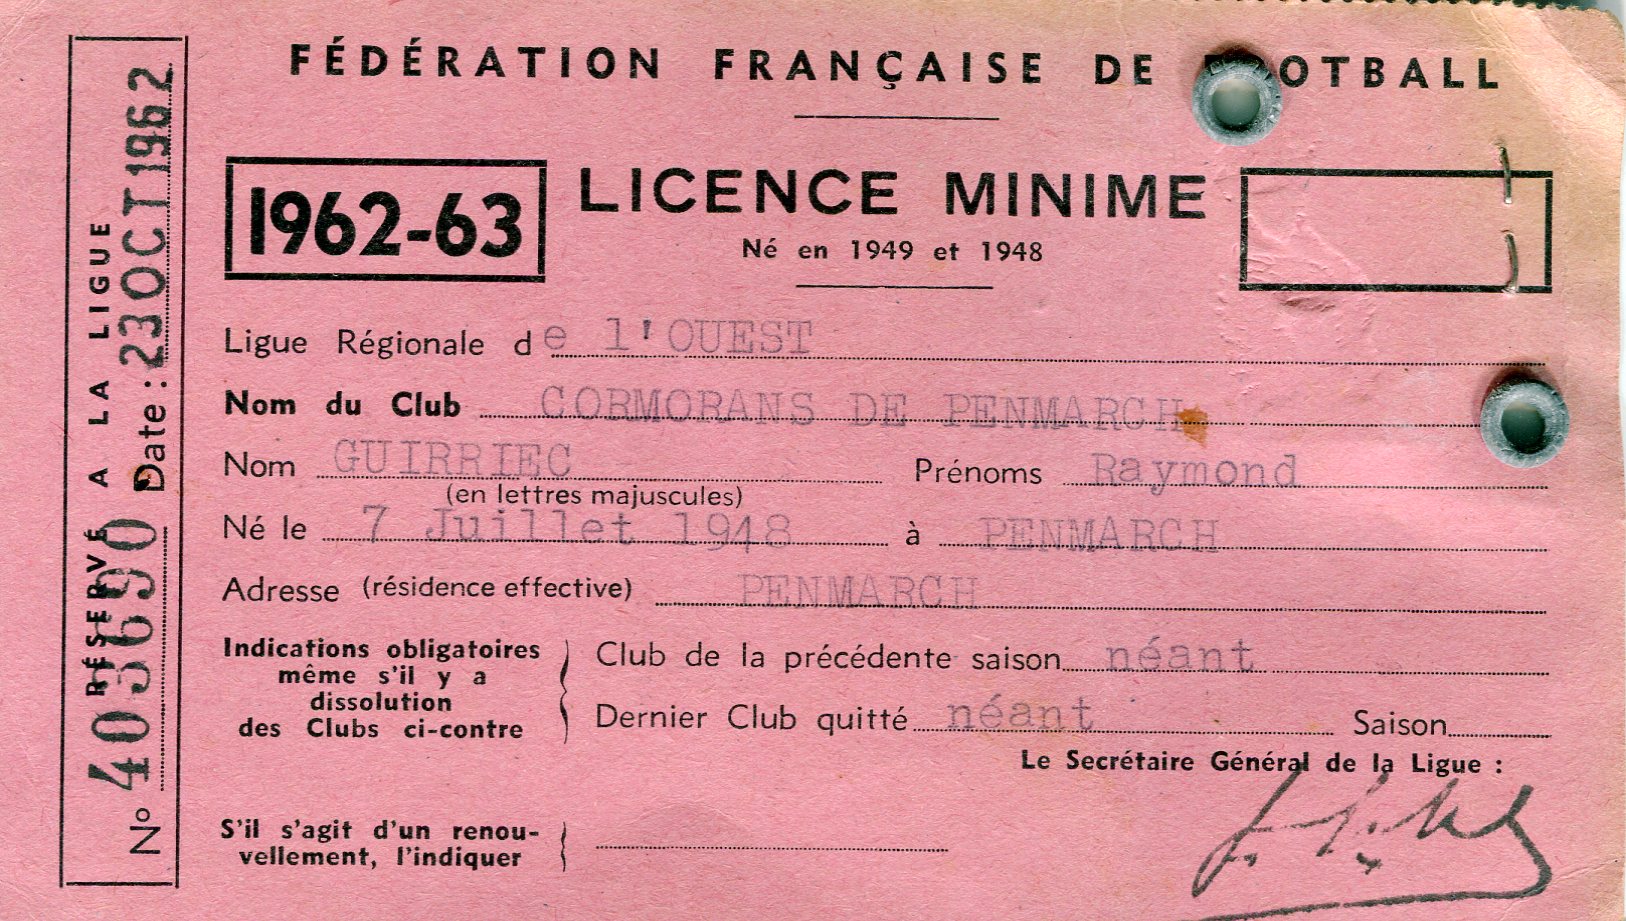 FÉDÉRATION FRANÇAISE DE FOOTBALL
1962-63
LICENCE MINIME
Né en 1949 et 1948
Ligue Régionale de l'OUEST
Nom du Club CORMORANS DE PENMARCH
Nom GUIRRIEC Prénoms Raymond
(en lettres majuscules)
Né le 7 Juillet 1948 à PENMARCH
Adresse (résidence effective) PENMARCH
Indications obligatoires
même s'il y a
dissolution
des Clubs ci-contre
Club de la précédente saison néant
Dernier Club quitté néant Saison
Le Secrétaire Général de la Ligue :
S'il s'agit d'un renou-
vellement, l'indiquer
RÉSERVÉ A LA LIGUE
No 403690 Date : 23 OCT 1962